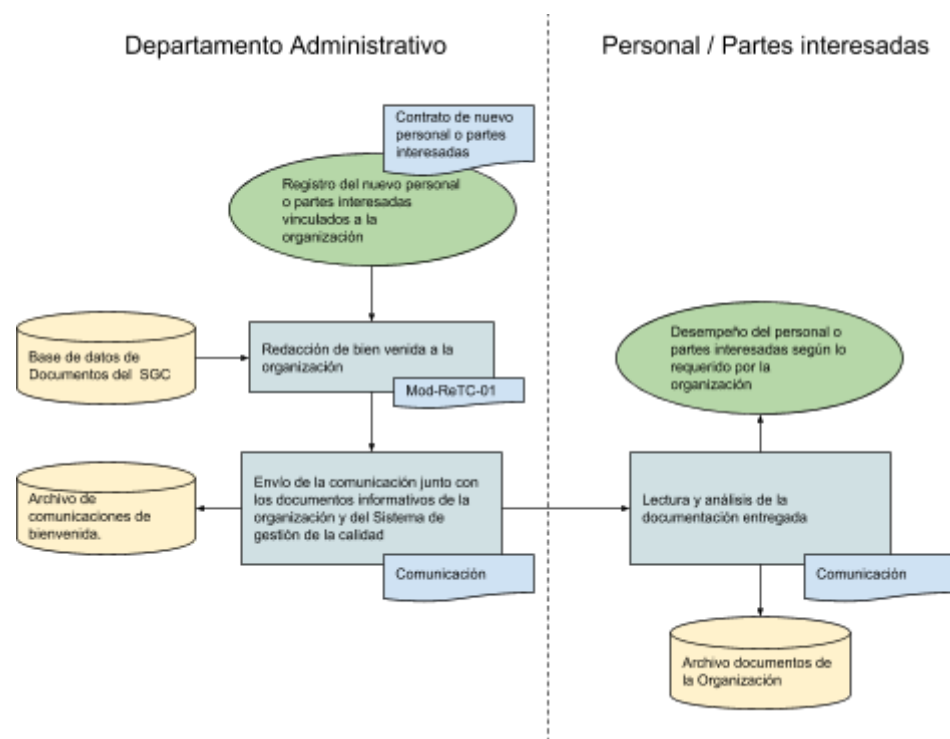 Departamento Administrativo
Personal / Partes interesadas
Contrato de nuevo
personal o partes
interesadas
Registro del nuevo personal
o partes interesadas
vinculados a la
organización
Base de datos de
Documentos del SGC
Redacción de bien venida a la
organización
Mod-ReTC-01
Desempeño del personal o
partes interesadas según lo
requerido por la
organización
Archivo de
comunicaciones de
bienvenida.
Envío de la comunicación junto con
los documentos informativos de la
organización y del Sistema de
gestión de la calidad
Comunicación
Lectura y análisis de la
documentación entregada
Comunicación
Archivo documentos de
la Organización